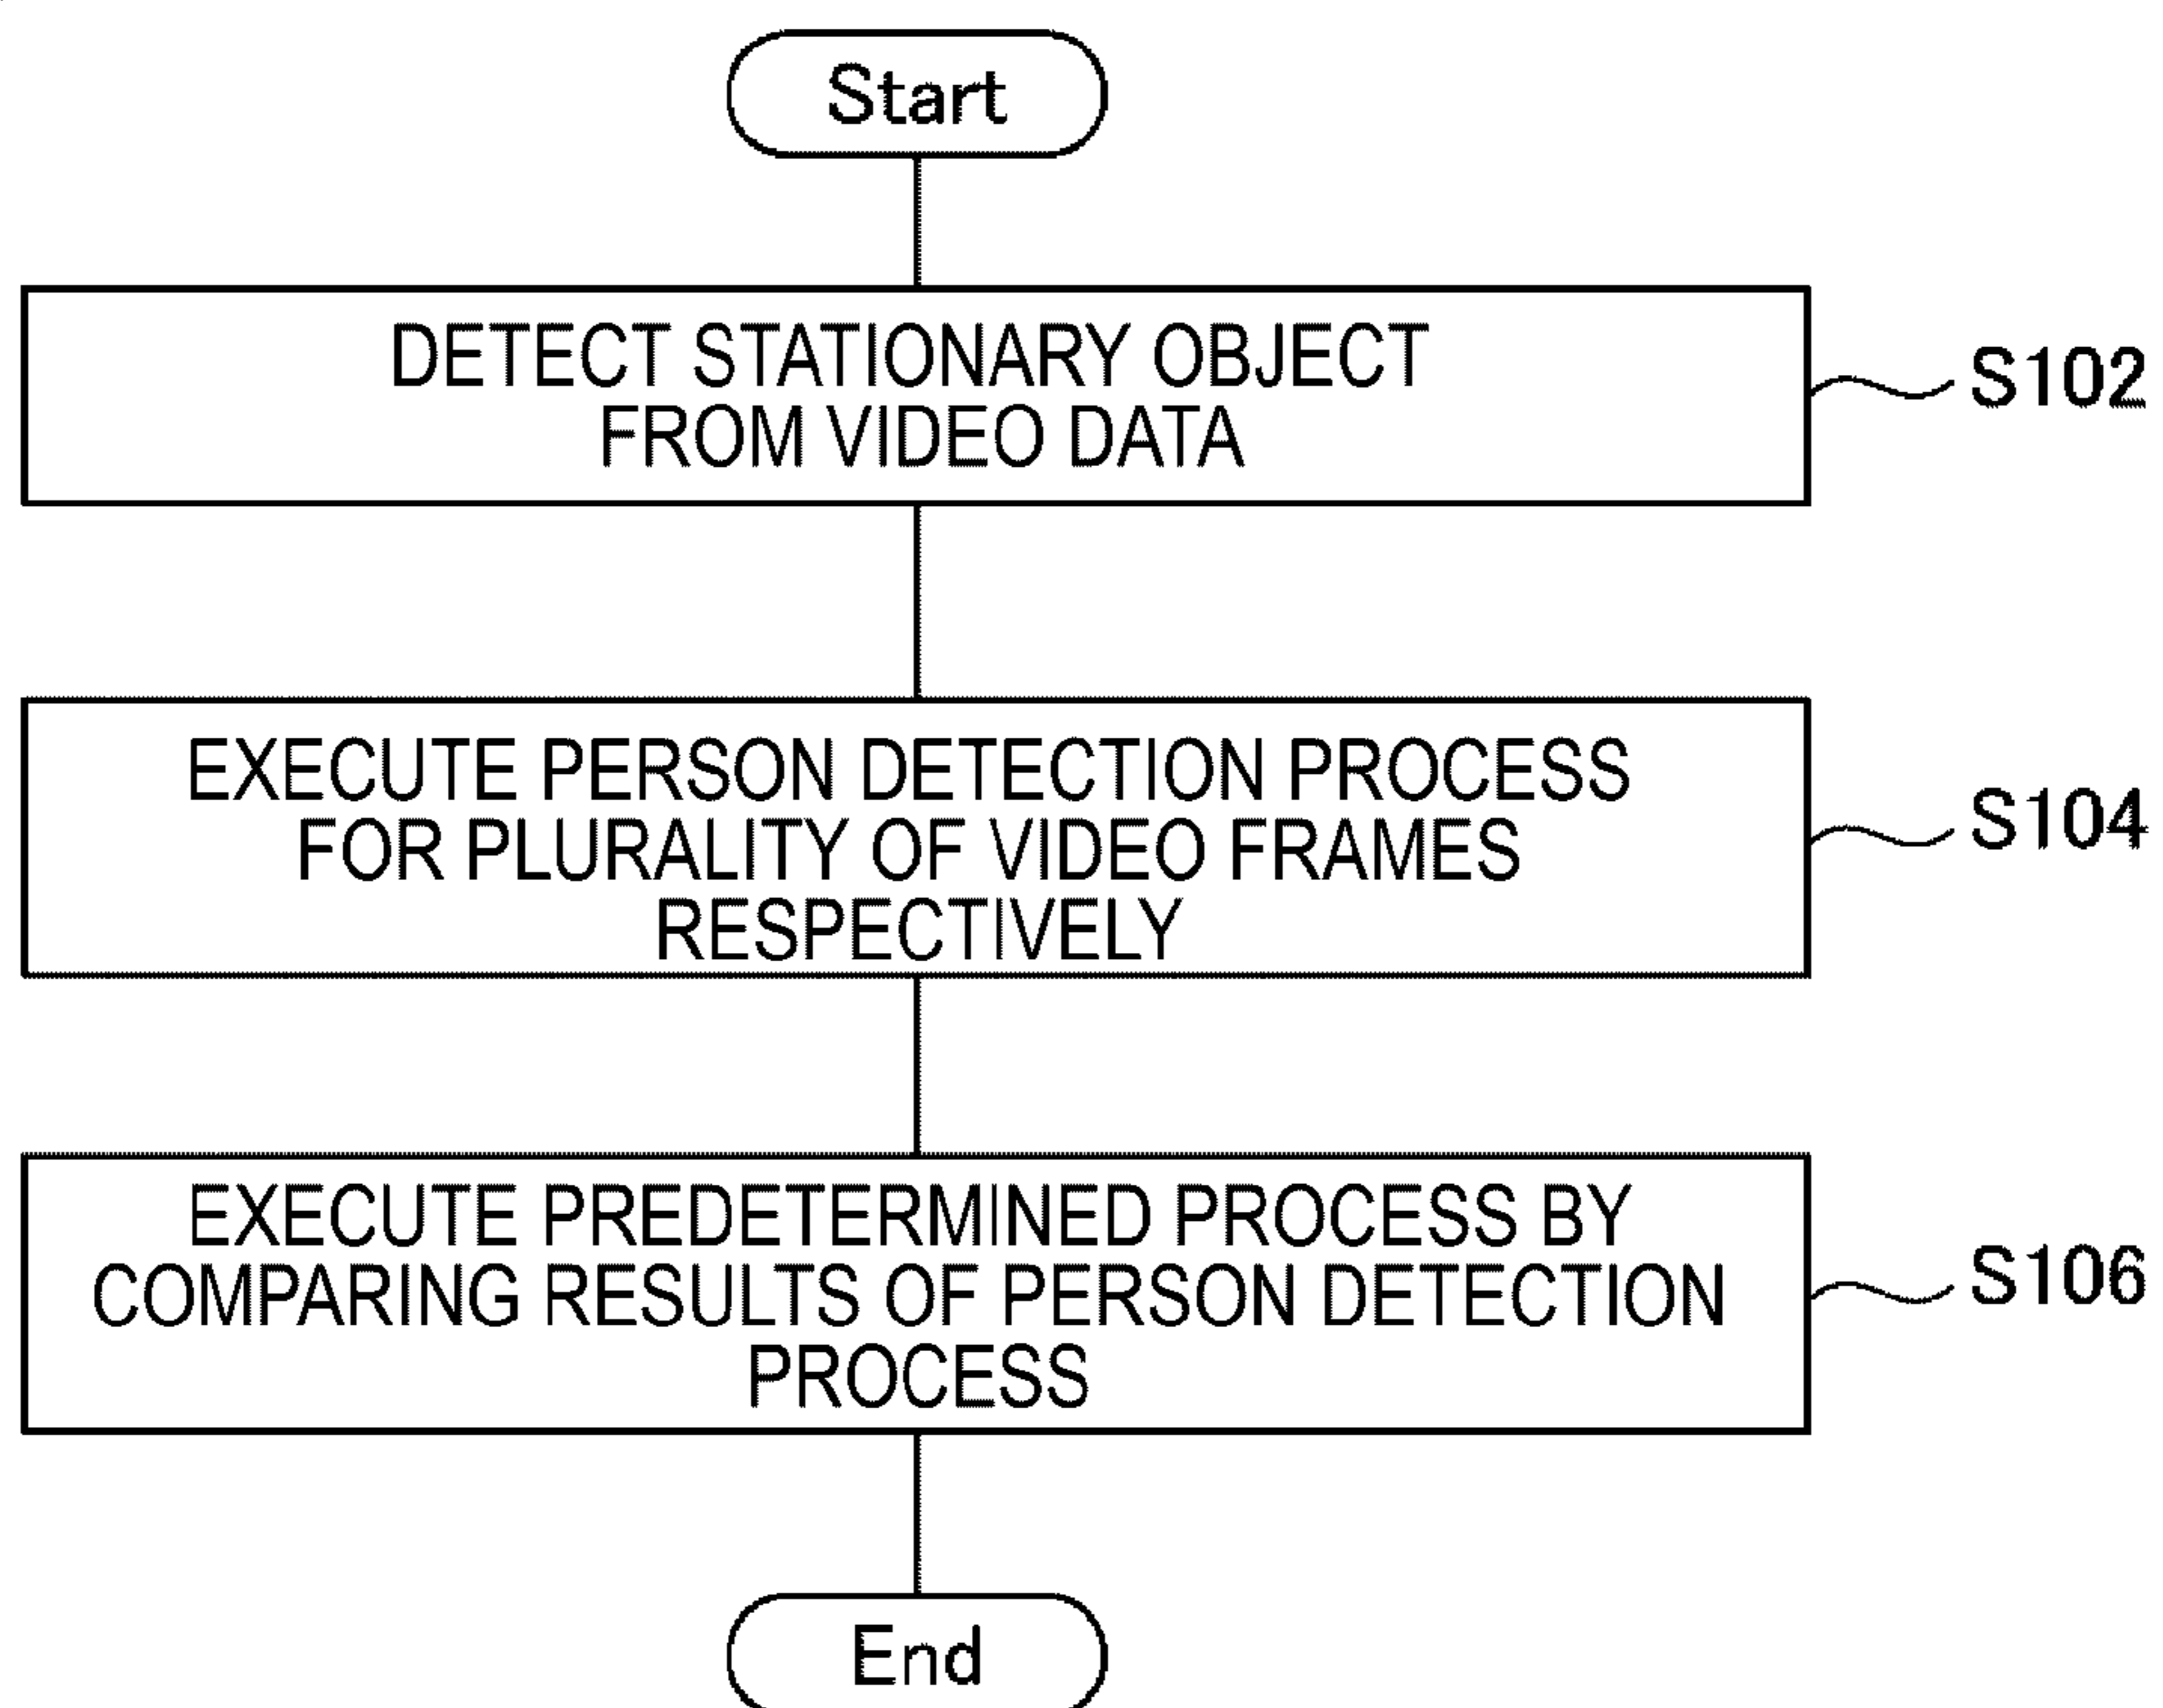 Start
DETECT STATIONARY OBJECT
FROM VIDEO DATA
S102
EXECUTE PERSON DETECTION PROCESS
FOR PLURALITY OF VIDEO FRAMES
RESPECTIVELY
S104
EXECUTE PREDETERMINED PROCESS BY
COMPARING RESULTS OF PERSON DETECTION
PROCESS
S106
End